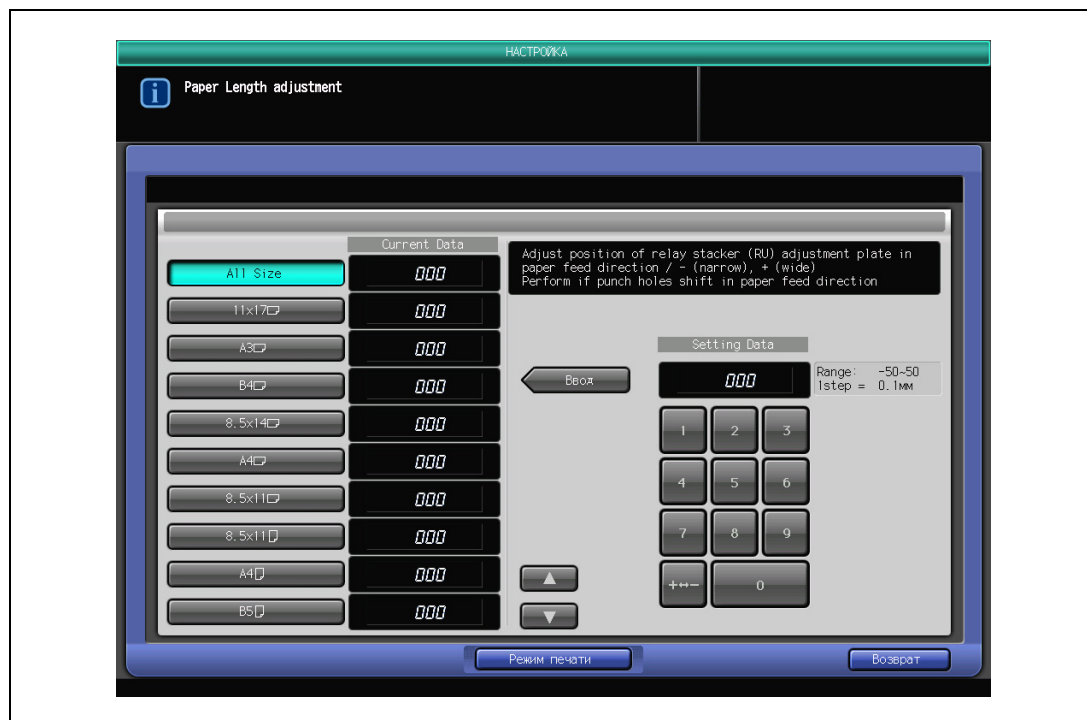 НАСТРОЙКА
Paper Length adjustment
Current Data
Adjust position of relay stacker (RU) adjustment plate in
paper feed direction / - (narrow), + (wide)
Perform if punch holes shift in paper feed direction
All Size 000
11x17 000
A3 000
B4 000
8.5x14 000
A4 000
8.5x11 000
8.5x11 000
A4 000
B5 000
Setting Data
Ввод
000
Range: -50~50
1step = 0.1мм
1 2 3
4 5 6
7 8 9
+↔- 0
▲
▼
Режим печати
Возврат